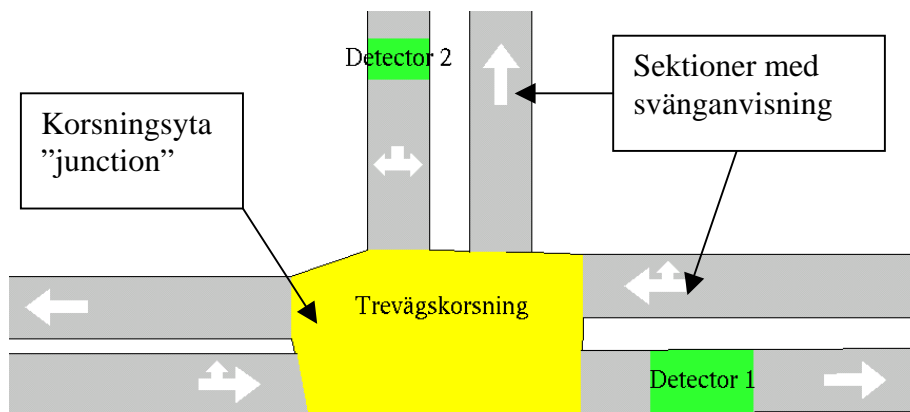 Detector 2
Sektioner med
svänganvisning
Korsningsyta
”junction”
Trevägskorsning
Detector 1